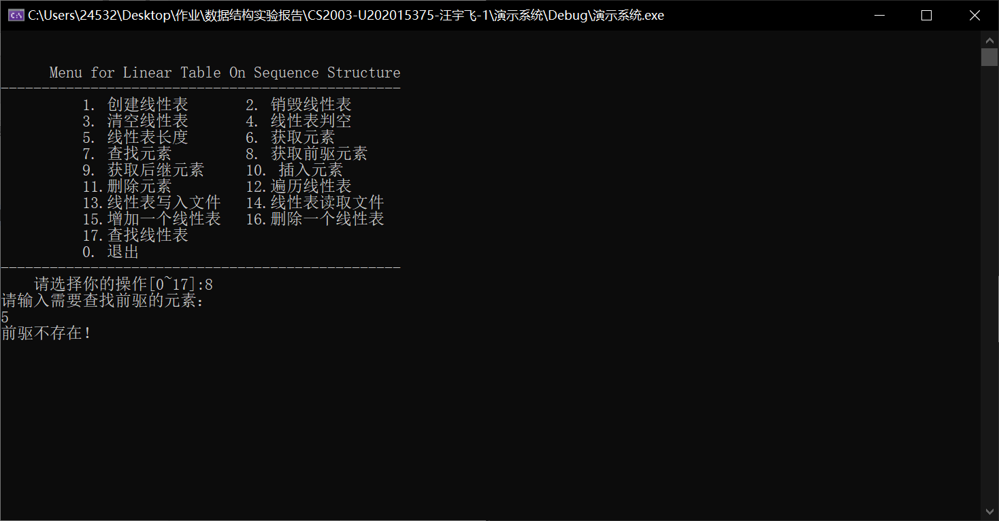 C:\Users\24532\Desktop\作业\数据结构实验报告\CS2003-U202015375-汪宇飞-1\演示系统\Debug\演示系统.exe
Menu for Linear Table On Sequence Structure
-------------------------------------------------
1. 创建线性表 2. 销毁线性表
3. 清空线性表 4. 线性表判空
5. 线性表长度 6. 获取元素
7. 查找元素 8. 获取前驱元素
9. 获取后继元素 10. 插入元素
11.删除元素 12.遍历线性表
13.线性表写入文件 14.线性表读取文件
15.增加一个线性表 16.删除一个线性表
17.查找线性表
0. 退出
-------------------------------------------------
请选择你的操作[0~17]:8
请输入需要查找前驱的元素：
5
前驱不存在！